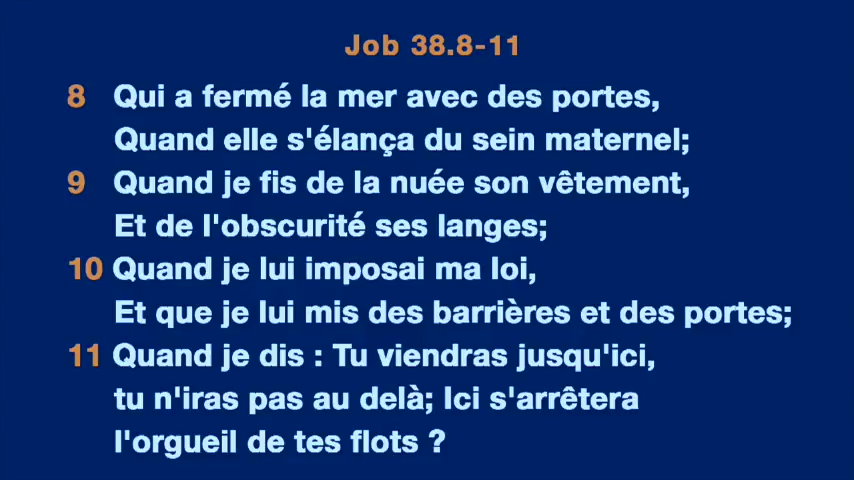 Job 38.8-11
8 Qui a fermé la mer avec des portes,
Quand elle s'élança du sein maternel;
9 Quand je fis de la nuée son vêtement,
Et de l'obscurité ses langes;
10 Quand je lui imposai ma loi,
Et que je lui mis des barrières et des portes;
11 Quand je dis : Tu viendras jusqu'ici,
tu n'iras pas au delà; Ici s'arrêtera
l'orgueil de tes flots ?